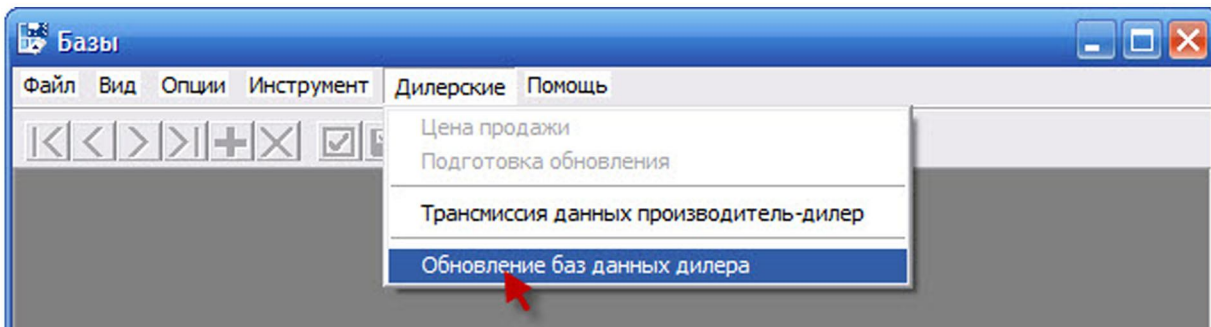 Базы
Файл Вид Опции Инструмент Дилерские Помощь
Цена продажи
Подготовка обновления
Трансмиссия данных производитель-дилер
Обновление баз данных дилера